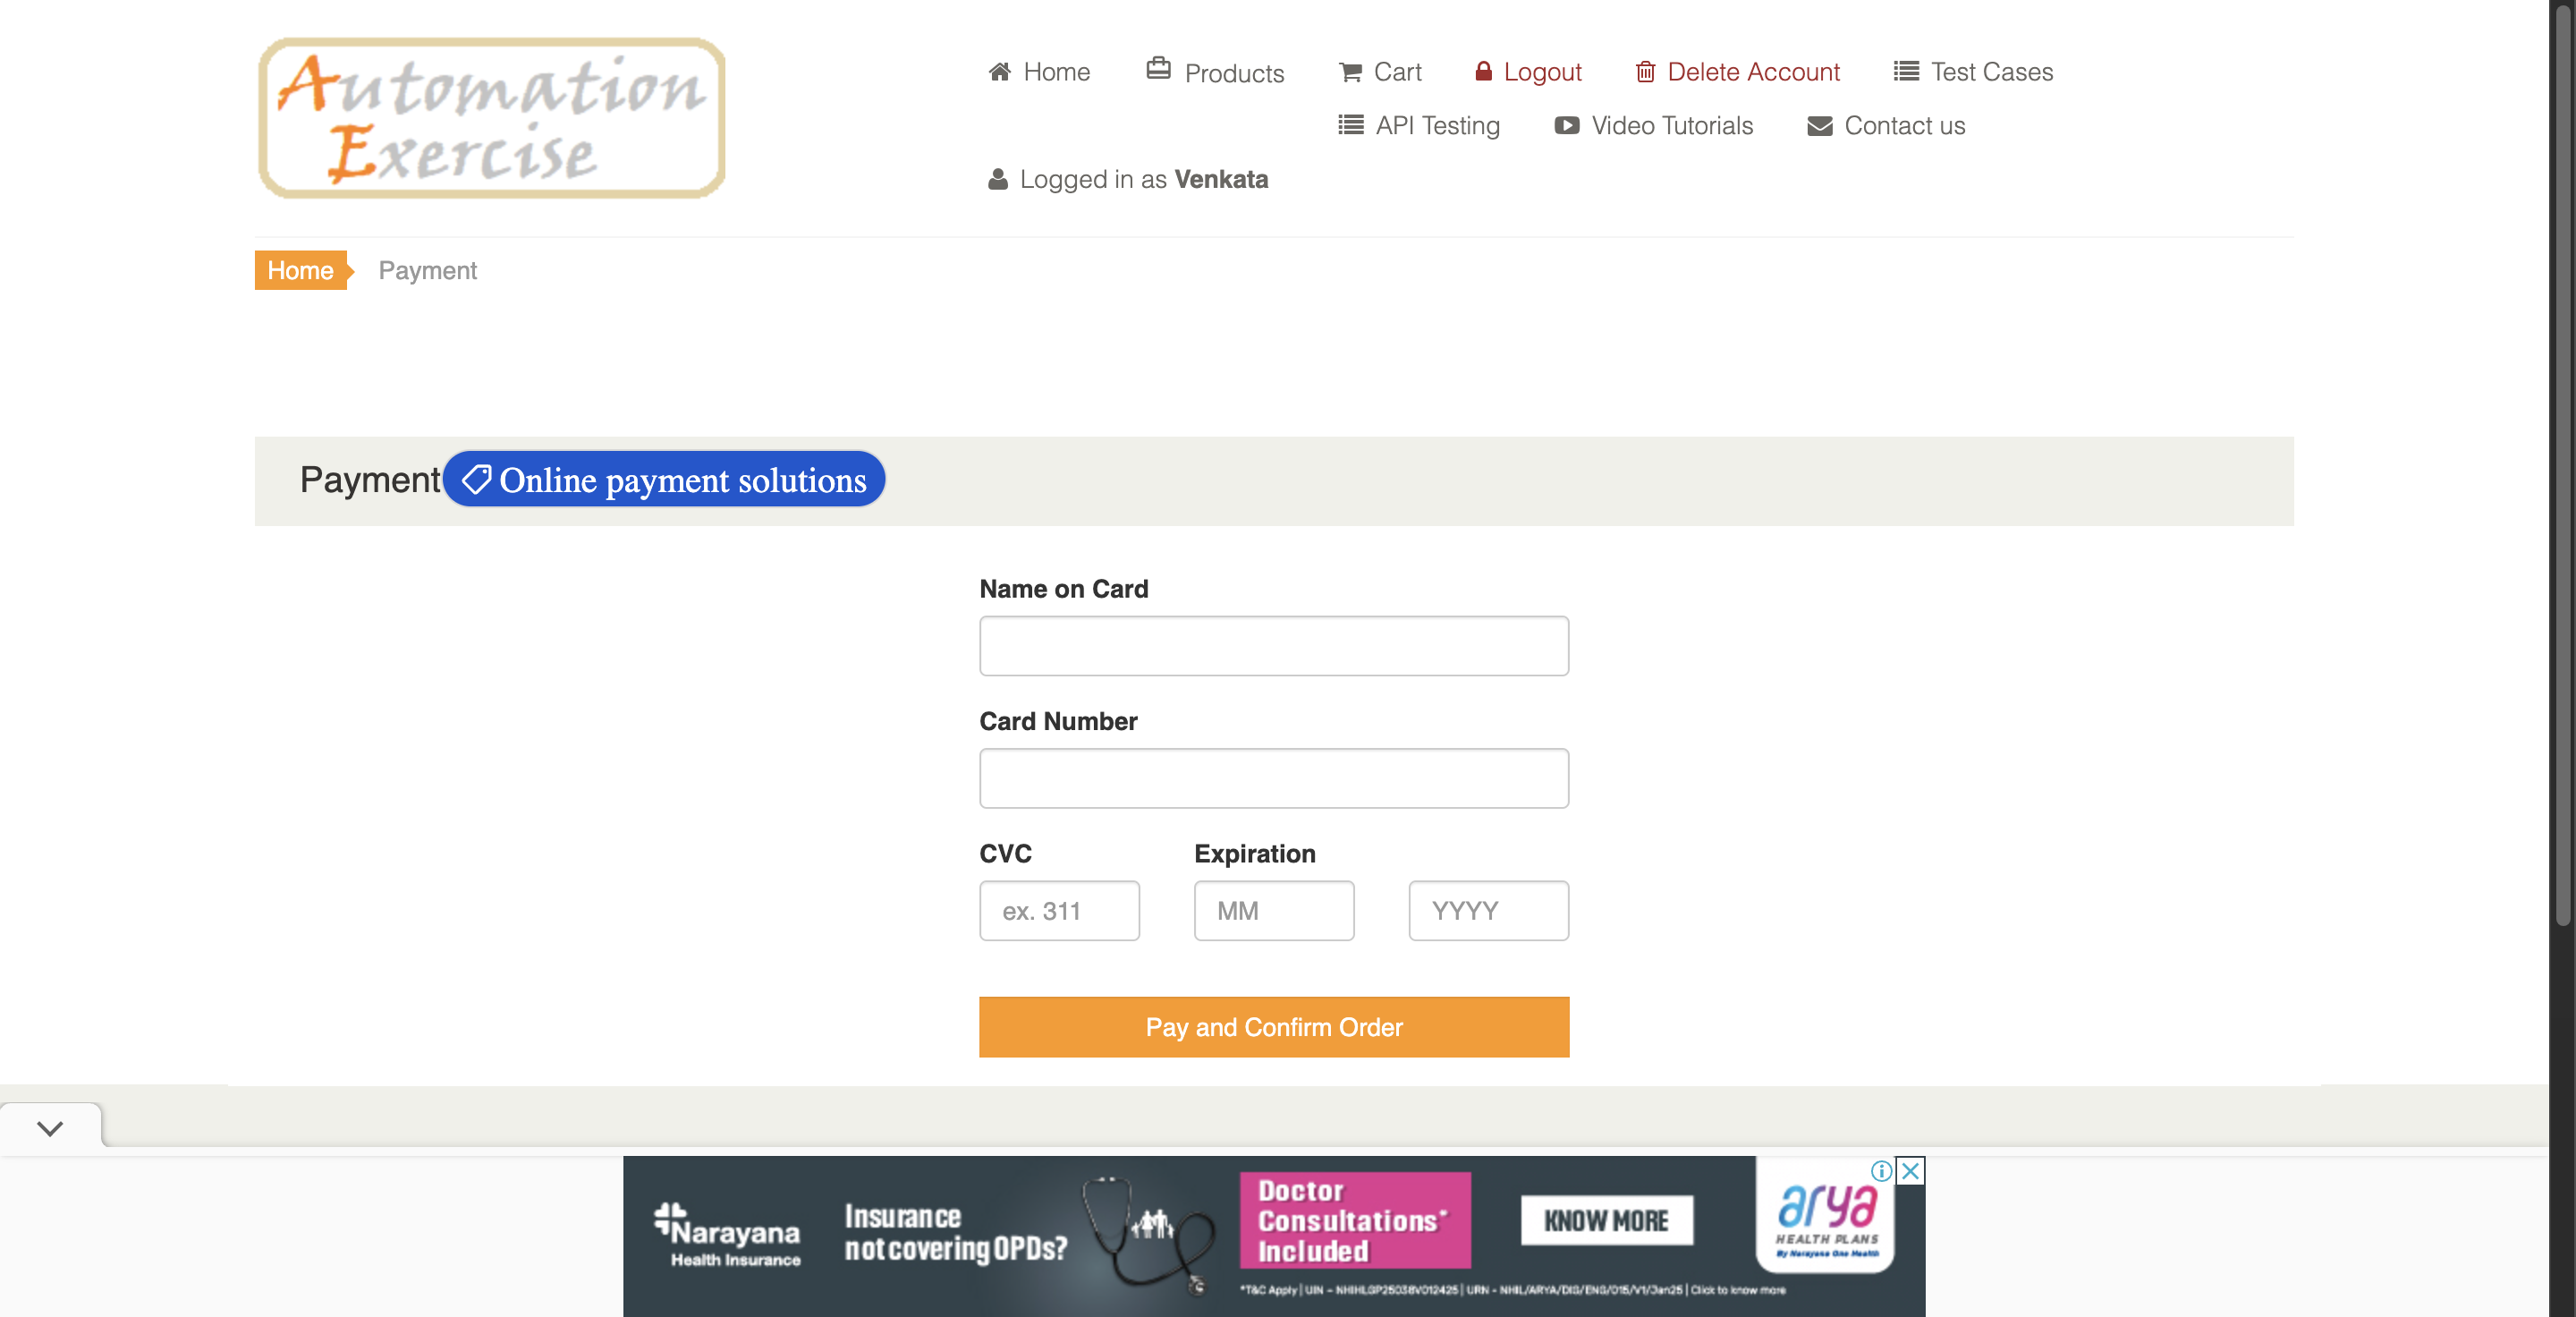 Automation
Exercise
Home Products Cart Logout Delete Account Test Cases
API Testing Video Tutorials Contact us
Logged in as Venkata
Home Payment
Payment Online payment solutions
Name on Card
Card Number
CVC Expiration
ex. 311 MM YYYY
Pay and Confirm Order
Narayana
Health Insurance
Insurance
not covering OPDs?
Doctor
Consultations*
Included
KNOW MORE
arya
HEALTH PLANS
By Narayana One Health
*T&C Apply | UIN - NHIHLGP25038V012425 | URN - NHIL/ARYA/DIG/ENG/015/V1/Jan25 | Click to know more